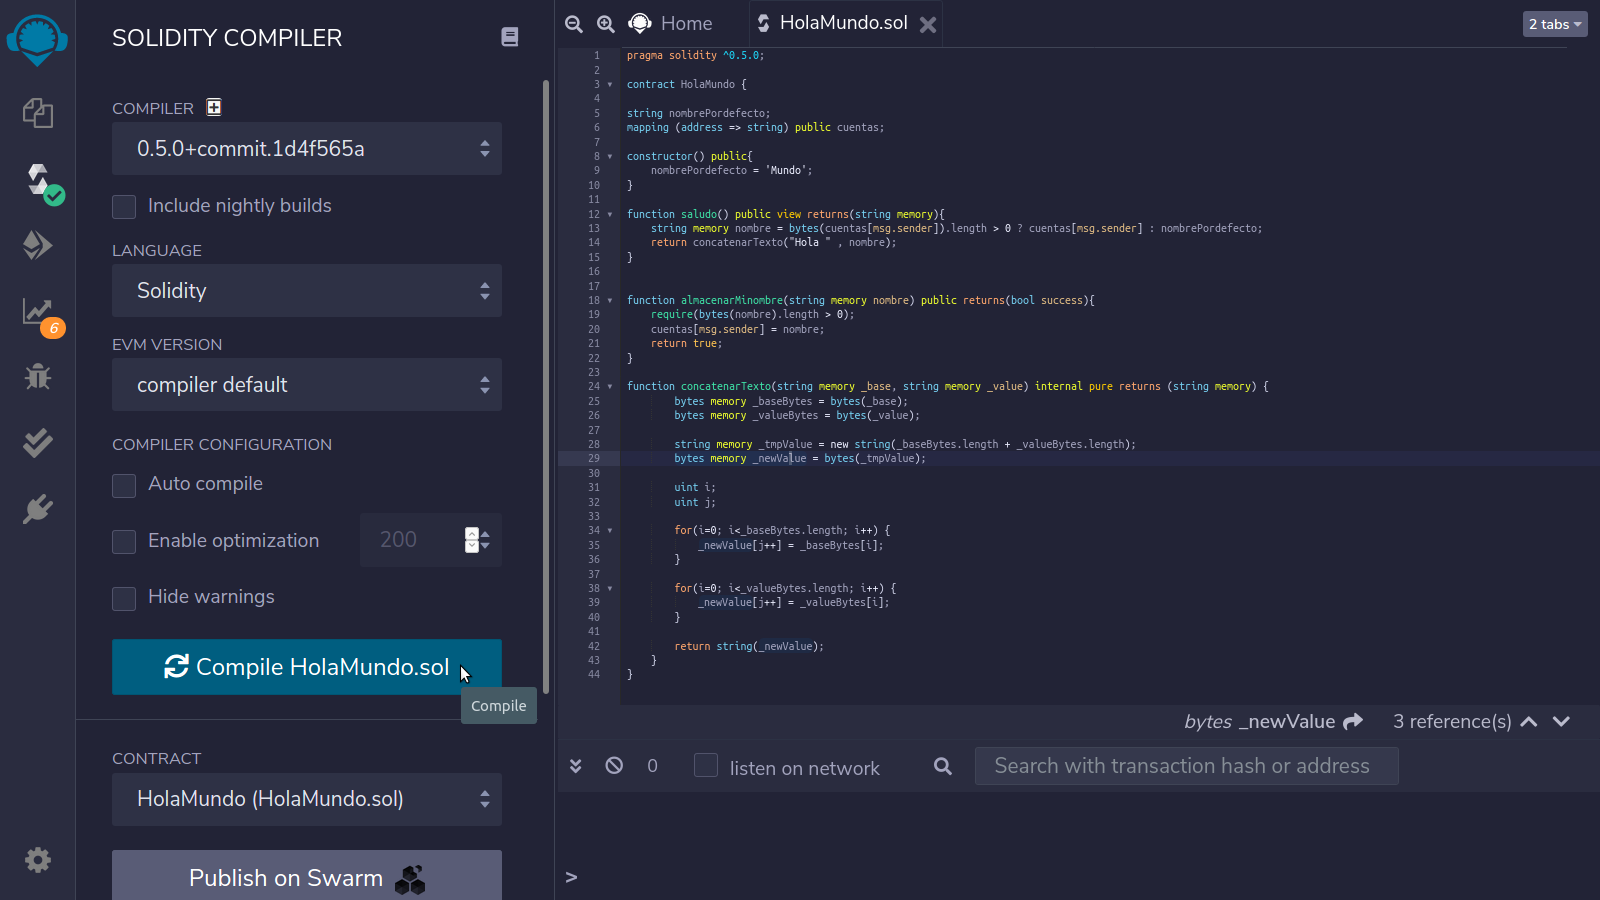 SOLIDITY COMPILER
COMPILER
0.5.0+commit.1d4f565a
Include nightly builds
LANGUAGE
Solidity
EVM VERSION
compiler default
COMPILER CONFIGURATION
Auto compile
Enable optimization 200
Hide warnings
Compile HolaMundo.sol
Compile
CONTRACT
HolaMundo (HolaMundo.sol)
Publish on Swarm
6
Home HolaMundo.sol 2 tabs
1 pragma solidity ^0.5.0;
2
3 contract HolaMundo {
4
5 string nombrePordefecto;
6 mapping (address => string) public cuentas;
7
8 constructor() public{
9 nombrePordefecto = 'Mundo';
10 }
11
12 function saludo() public view returns(string memory){
13 string memory nombre = bytes(cuentas[msg.sender]).length > 0 ? cuentas[msg.sender] : nombrePordefecto;
14 return concatenarTexto("Hola " , nombre);
15 }
16
17
18 function almacenarMinombre(string memory nombre) public returns(bool success){
19 require(bytes(nombre).length > 0);
20 cuentas[msg.sender] = nombre;
21 return true;
22 }
23
24 function concatenarTexto(string memory _base, string memory _value) internal pure returns (string memory) {
25 bytes memory _baseBytes = bytes(_base);
26 bytes memory _valueBytes = bytes(_value);
27
28 string memory _tmpValue = new string(_baseBytes.length + _valueBytes.length);
29 bytes memory _newValue = bytes(_tmpValue);
30
31 uint i;
32 uint j;
33
34 for(i=0; i<_baseBytes.length; i++) {
35 _newValue[j++] = _baseBytes[i];
36 }
37
38 for(i=0; i<_valueBytes.length; i++) {
39 _newValue[j++] = _valueBytes[i];
40 }
41
42 return string(_newValue);
43 }
44 }
bytes _newValue 3 reference(s)
0 listen on network Search with transaction hash or address
>